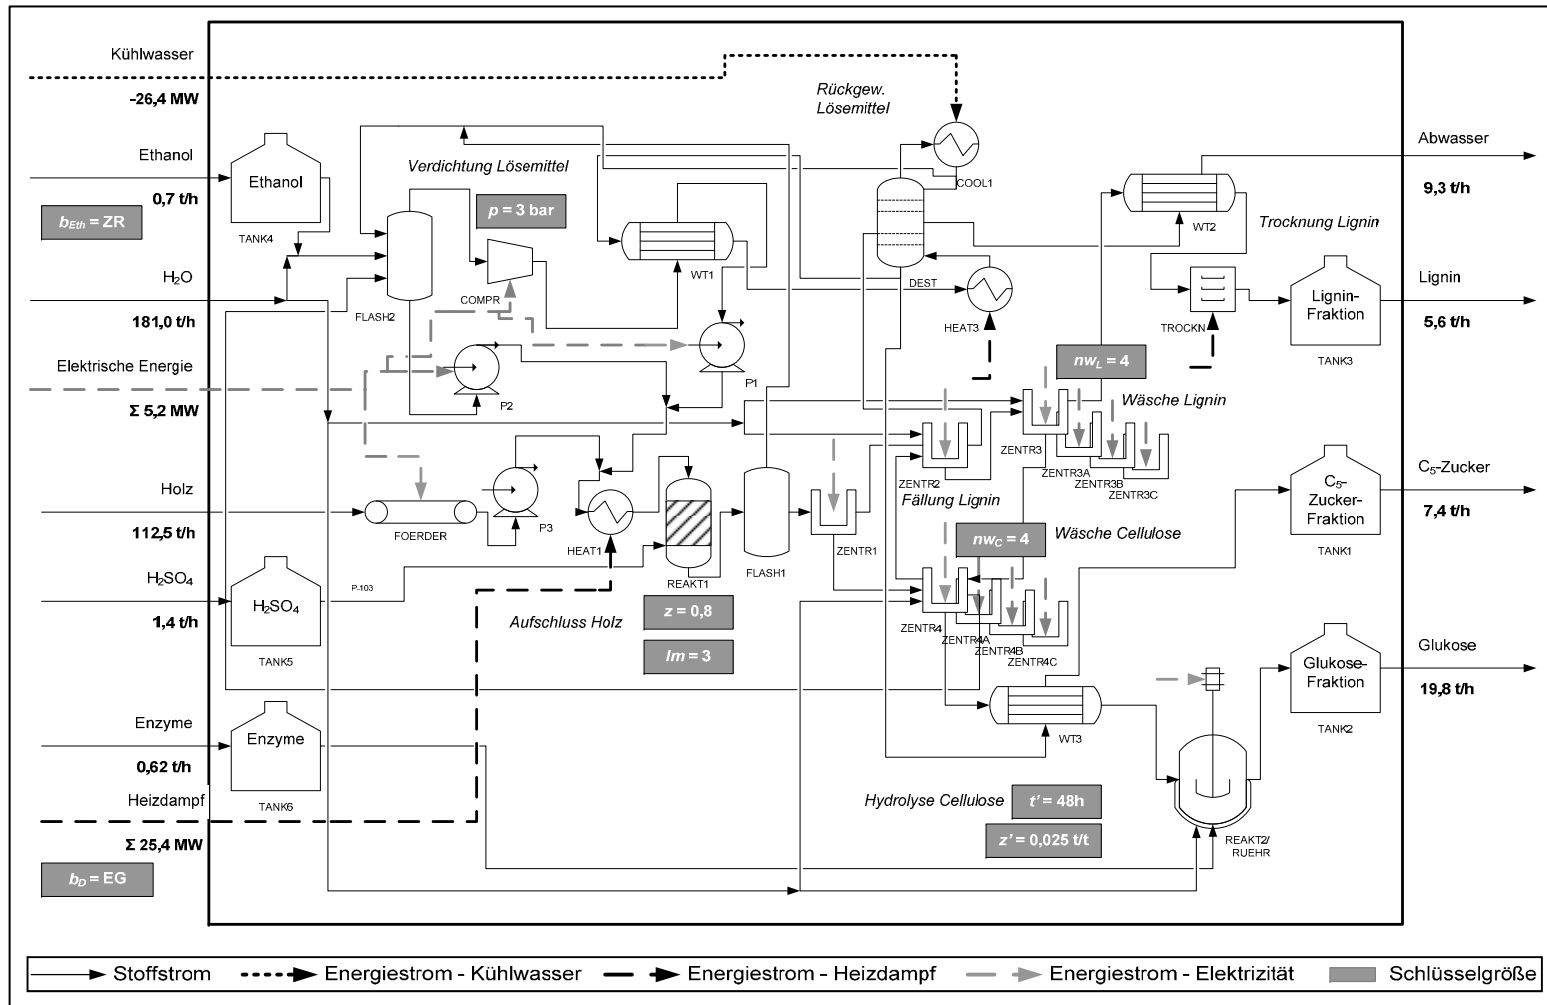 Kühlwasser
-26,4 MW
Ethanol
0,7 t/h
b_Eth = ZR
H₂O
181,0 t/h
Elektrische Energie
Σ 5,2 MW
Holz
112,5 t/h
H₂SO₄
1,4 t/h
Enzyme
0,62 t/h
Heizdampf
Σ 25,4 MW
b_D = EG
Ethanol
TANK4
Verdichtung Lösemittel
p = 3 bar
FLASH2
COMPR
WT1
P1
P2
Rückgew.
Lösemittel
COOL1
DEST
HEAT3
WT2
Trocknung Lignin
TROCKN
Lignin-
Fraktion
TANK3
Abwasser
9,3 t/h
Lignin
5,6 t/h
nw_L = 4
Wäsche Lignin
ZENTR3
ZENTR3A
ZENTR3B
ZENTR3C
ZENTR2
Fällung Lignin
FOERDER
P3
HEAT1
REAKT1
FLASH1
ZENTR1
P-103
H₂SO₄
TANK5
Aufschluss Holz
z = 0,8
lm = 3
nw_C = 4
Wäsche Cellulose
ZENTR4
ZENTR4A
ZENTR4B
ZENTR4C
C₅-
Zucker-
Fraktion
TANK1
C₅-Zucker
7,4 t/h
Glukose-
Fraktion
TANK2
Glukose
19,8 t/h
Enzyme
TANK6
WT3
Hydrolyse Cellulose
t' = 48h
z' = 0,025 t/t
REAKT2/
RUEHR
Stoffstrom
Energiestrom - Kühlwasser
Energiestrom - Heizdampf
Energiestrom - Elektrizität
Schlüsselgröße